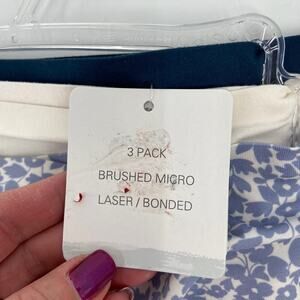 3 PACK
BRUSHED MICRO
LASER / BONDED